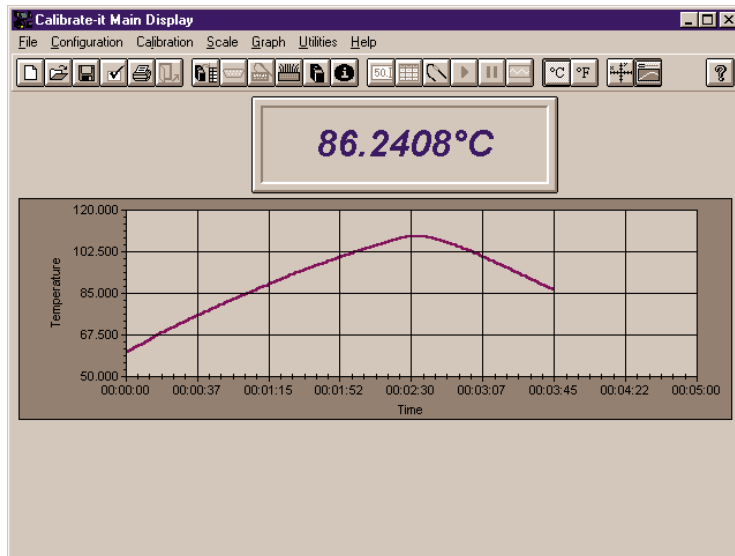 Calibrate-it Main Display
File Configuration Calibration Scale Graph Utilities Help
50.
°C °F
86.2408°C
120.000
102.500
85.000
67.500
50.000
Temperature
00:00:00 00:00:37 00:01:15 00:01:52 00:02:30 00:03:07 00:03:45 00:04:22 00:05:00
Time